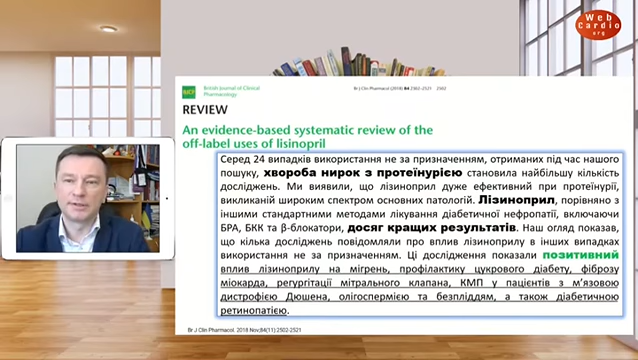 Web
Cardio
org
BJCP
British Journal of Clinical
Pharmacology
Br J Clin Pharmacol (2018) 84 2502–2521 2502
REVIEW
An evidence-based systematic review of the
off-label uses of lisinopril
Серед 24 випадків використання не за призначенням, отриманих під час нашого
пошуку, хвороба нирок з протеїнурією становила найбільшу кількість
досліджень. Ми виявили, що лізиноприл дуже ефективний при протеїнурії,
викликаній широким спектром основних патологій. Лізиноприл, порівняно з
іншими стандартними методами лікування діабетичної нефропатії, включаючи
БРА, БКК та β-блокатори, досяг кращих результатів. Наш огляд показав,
що кілька досліджень повідомляли про вплив лізиноприлу в інших випадках
використання не за призначенням. Ці дослідження показали позитивний
вплив лізиноприлу на мігрень, профілактику цукрового діабету, фіброзу
міокарда, регургітації мітрального клапана, КМП у пацієнтів з м’язовою
дистрофією Дюшена, олігоспермією та безпліддям, а також діабетичною
ретинопатією.
Br J Clin Pharmacol. 2018 Nov;84(11):2502-2521